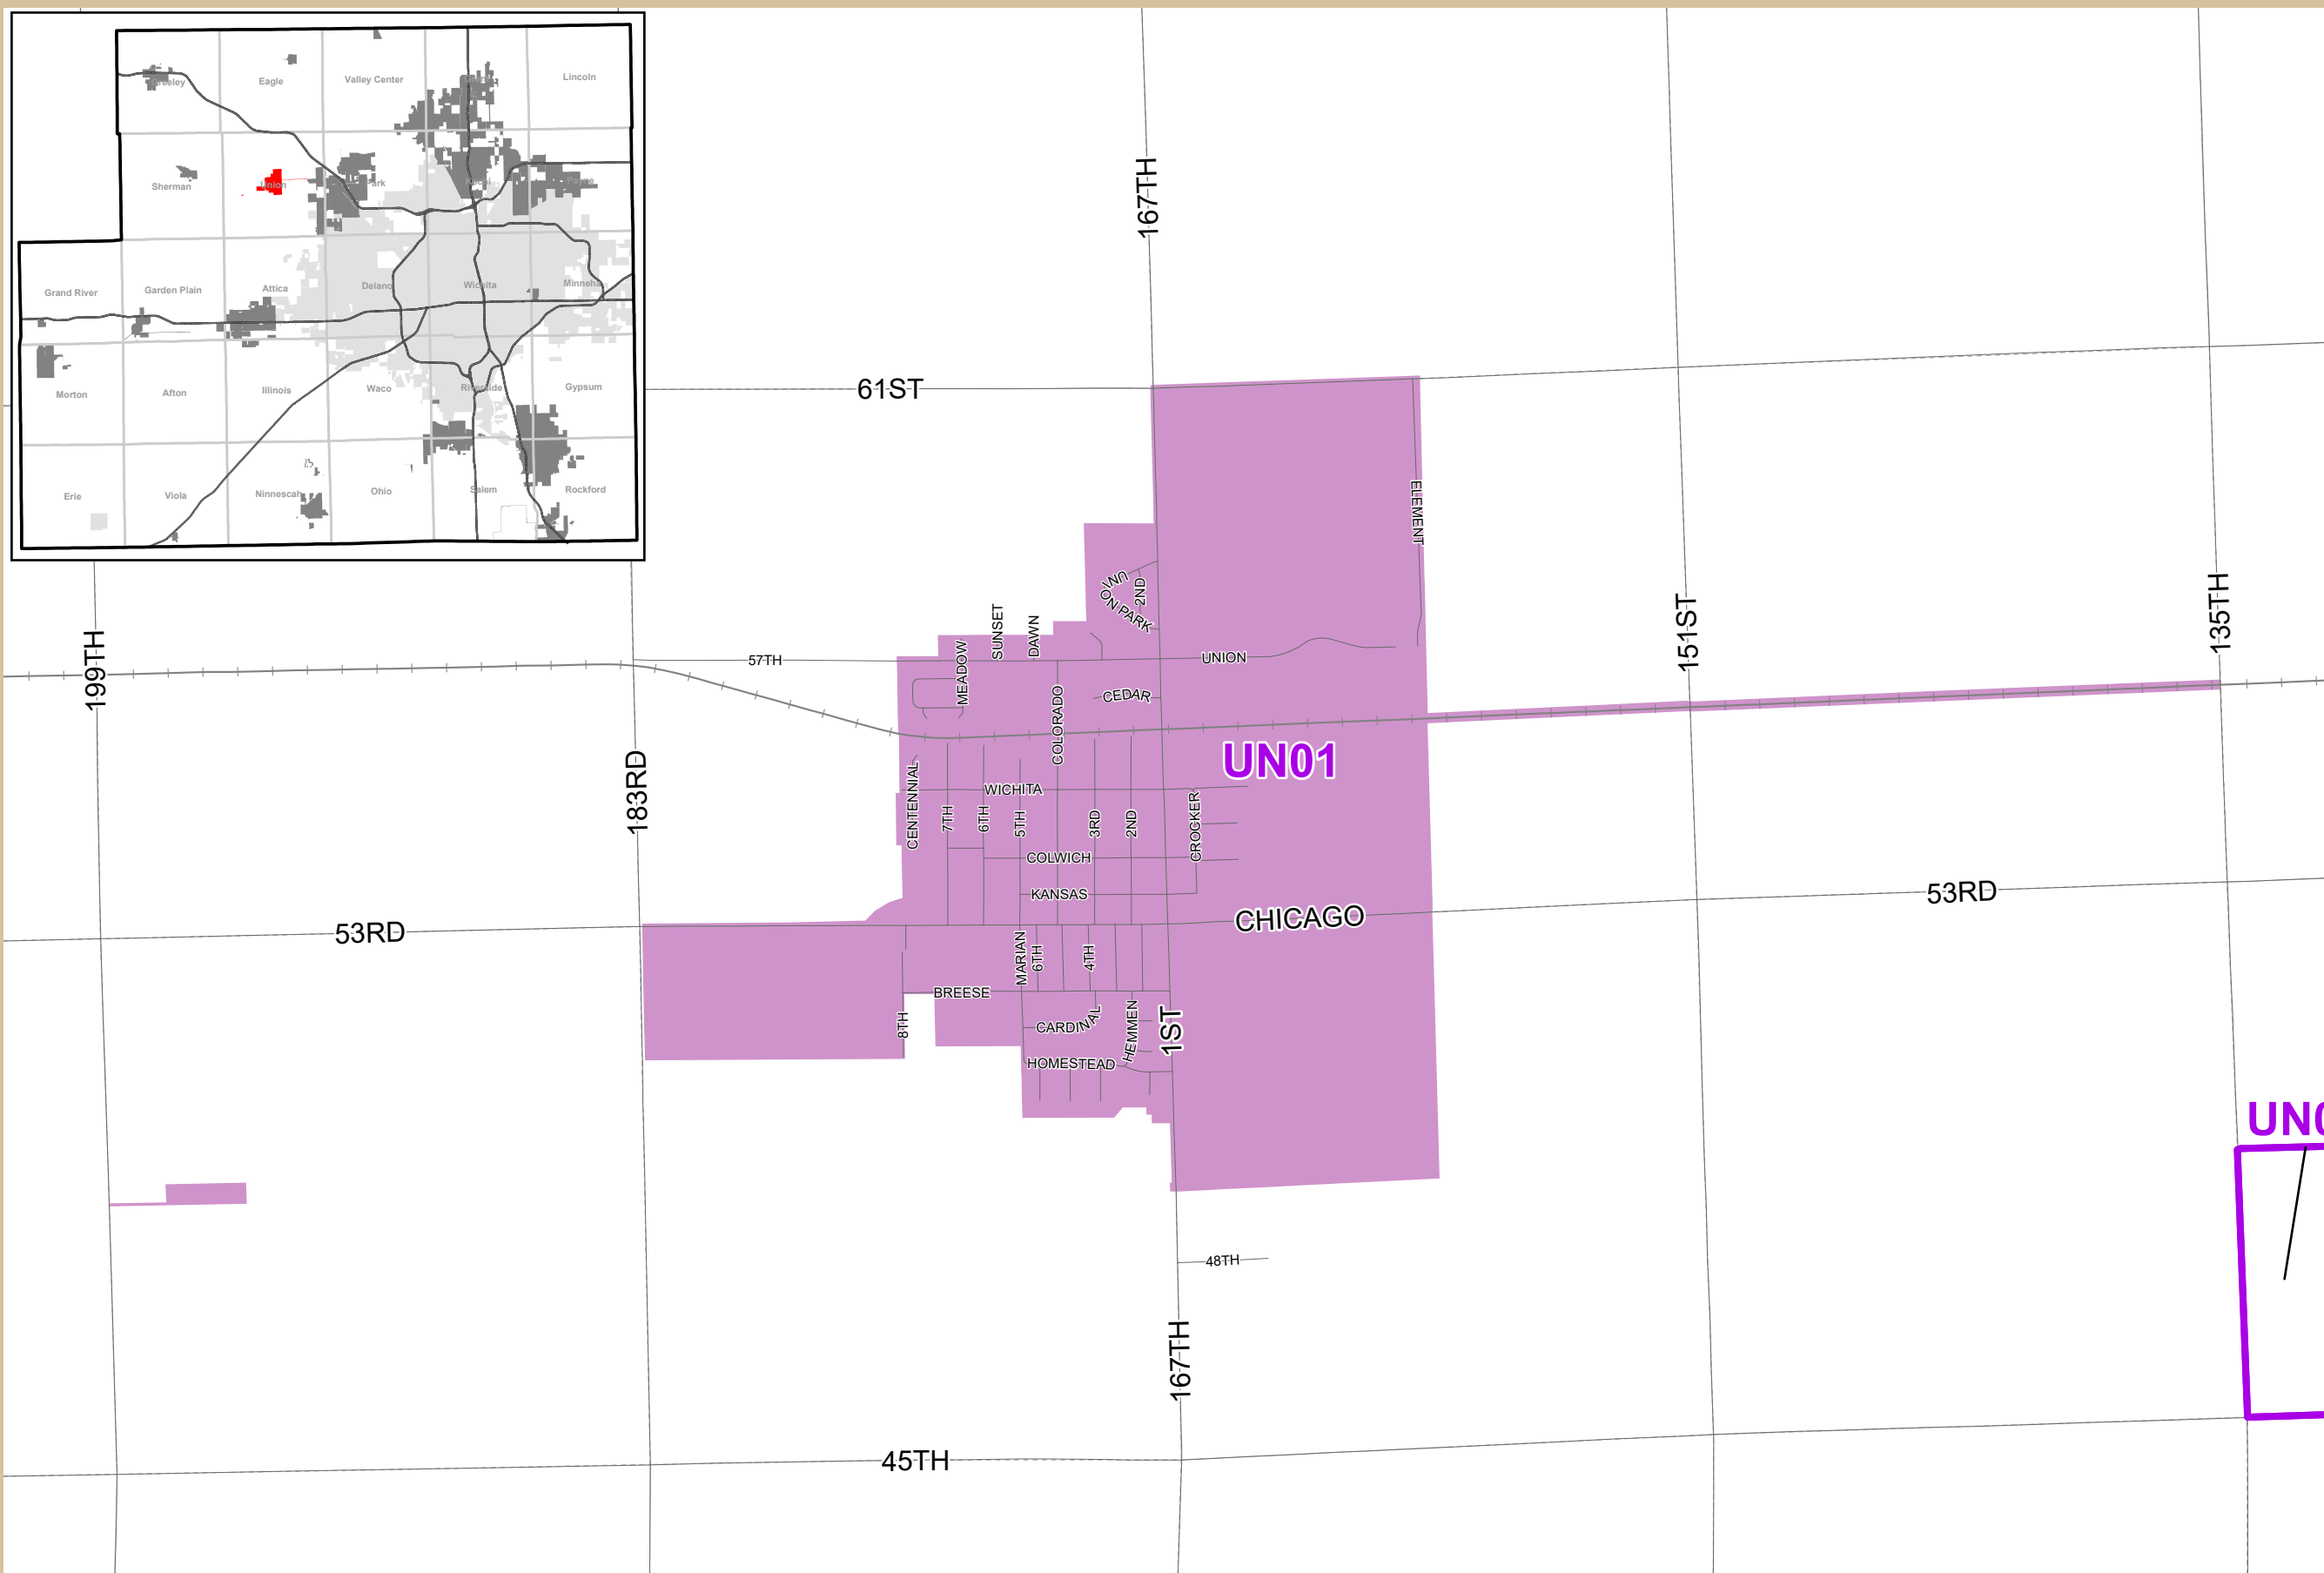 Eagle
Valley Center
Lincoln
Sherman
Union
Grand River
Garden Plain
Attica
Delano
Wichita
Minneha
Morton
Afton
Illinois
Waco
Riverside
Gypsum
Erie
Viola
Ninnescah
Ohio
Salem
Rockford
167TH
61ST
ELEMENT
UNION PARK
2ND
SUNSET
DAWN
MEADOW
57TH
UNION
199TH
151ST
135TH
CEDAR
COLORADO
UN01
183RD
WICHITA
CENTENNIAL
7TH
6TH
5TH
3RD
2ND
CROCKER
COLWICH
KANSAS
53RD
CHICAGO
53RD
MARIAN
6TH
4TH
BREESE
8TH
CARDINAL
HEMMEN
1ST
HOMESTEAD
UN0
48TH
167TH
45TH